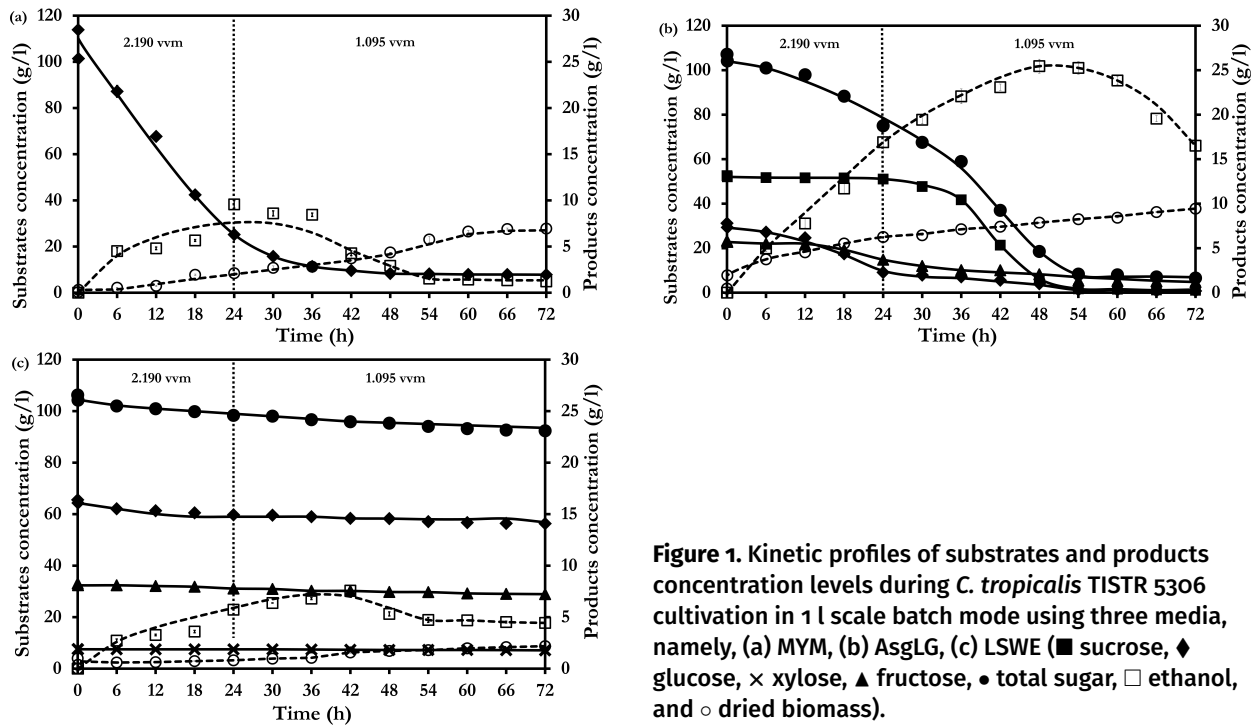 (a)
120
100
80
60
40
20
0
Substrates concentration (g/l)
2.190 vvm
1.095 vvm
30
25
20
15
10
5
0
Products concentration (g/l)
0 6 12 18 24 30 36 42 48 54 60 66 72
Time (h)
(b)
120
100
80
60
40
20
0
Substrates concentration (g/l)
2.190 vvm
1.095 vvm
30
25
20
15
10
5
0
Products concentration (g/l)
0 6 12 18 24 30 36 42 48 54 60 66 72
Time (h)
(c)
120
100
80
60
40
20
0
Substrates concentration (g/l)
2.190 vvm
1.095 vvm
30
25
20
15
10
5
0
Products concentration (g/l)
0 6 12 18 24 30 36 42 48 54 60 66 72
Time (h)
Figure 1. Kinetic profiles of substrates and products
concentration levels during C. tropicalis TISTR 5306
cultivation in 1 l scale batch mode using three media,
namely, (a) MYM, (b) AsgLG, (c) LSWE (■ sucrose, ♦
glucose, × xylose, ▲ fructose, ● total sugar, □ ethanol,
and ○ dried biomass).